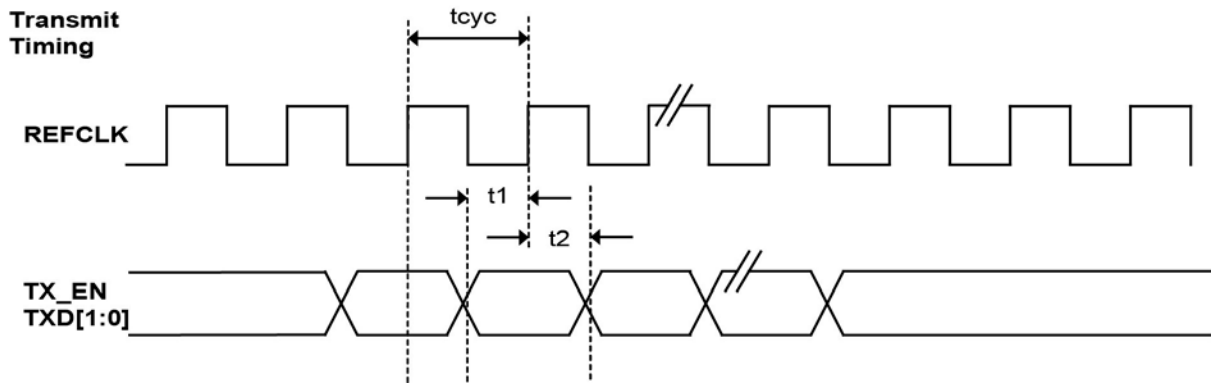 Transmit
Timing
tcyc
REFCLK
t1
t2
TX_EN
TXD[1:0]